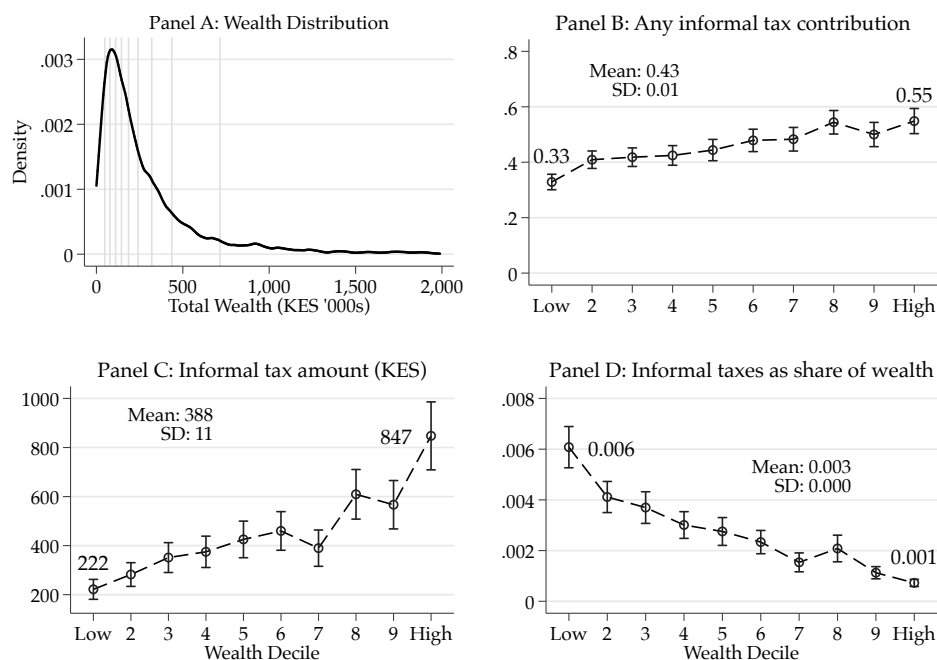 Panel A: Wealth Distribution
.003
.002
.001
0
Density
0 500 1,000 1,500 2,000
Total Wealth (KES '000s)
Panel B: Any informal tax contribution
.8
.6
.4
.2
0
Mean: 0.43
SD: 0.01
0.33
0.55
Low 2 3 4 5 6 7 8 9 High
Panel C: Informal tax amount (KES)
1000
800
600
400
200
Mean: 388
SD: 11
222
847
Low 2 3 4 5 6 7 8 9 High
Wealth Decile
Panel D: Informal taxes as share of wealth
.008
.006
.004
.002
0
0.006
Mean: 0.003
SD: 0.000
0.001
Low 2 3 4 5 6 7 8 9 High
Wealth Decile